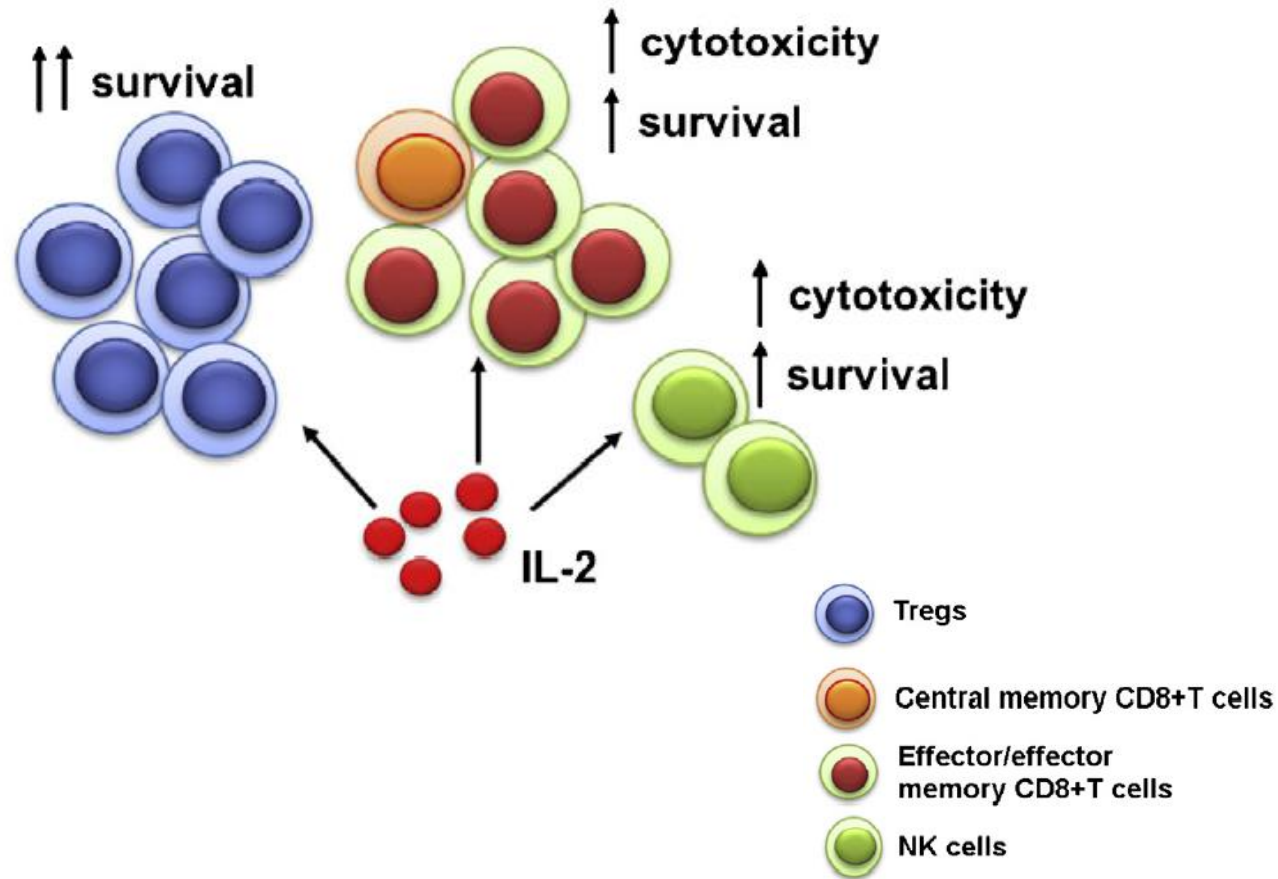 survival
cytotoxicity
survival
cytotoxicity
survival
IL-2
Tregs
Central memory CD8+T cells
Effector/effector
memory CD8+T cells
NK cells